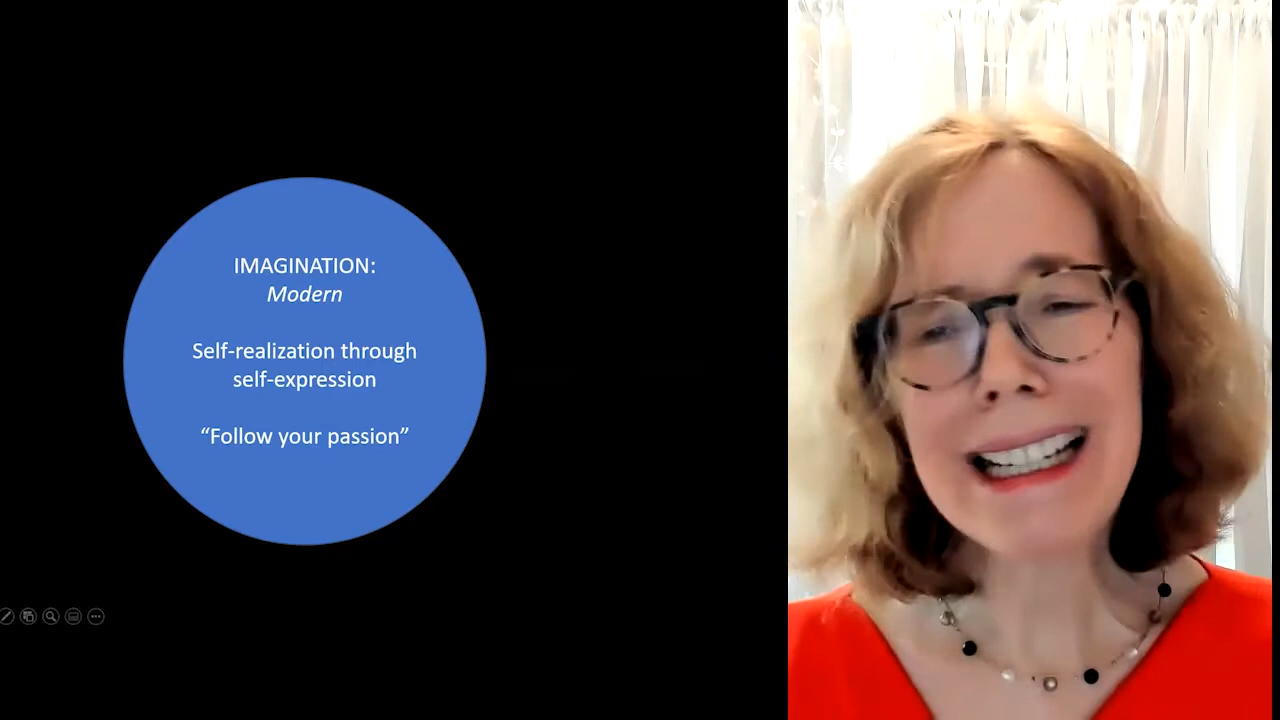 IMAGINATION:
Modern
Self-realization through
self-expression
“Follow your passion”